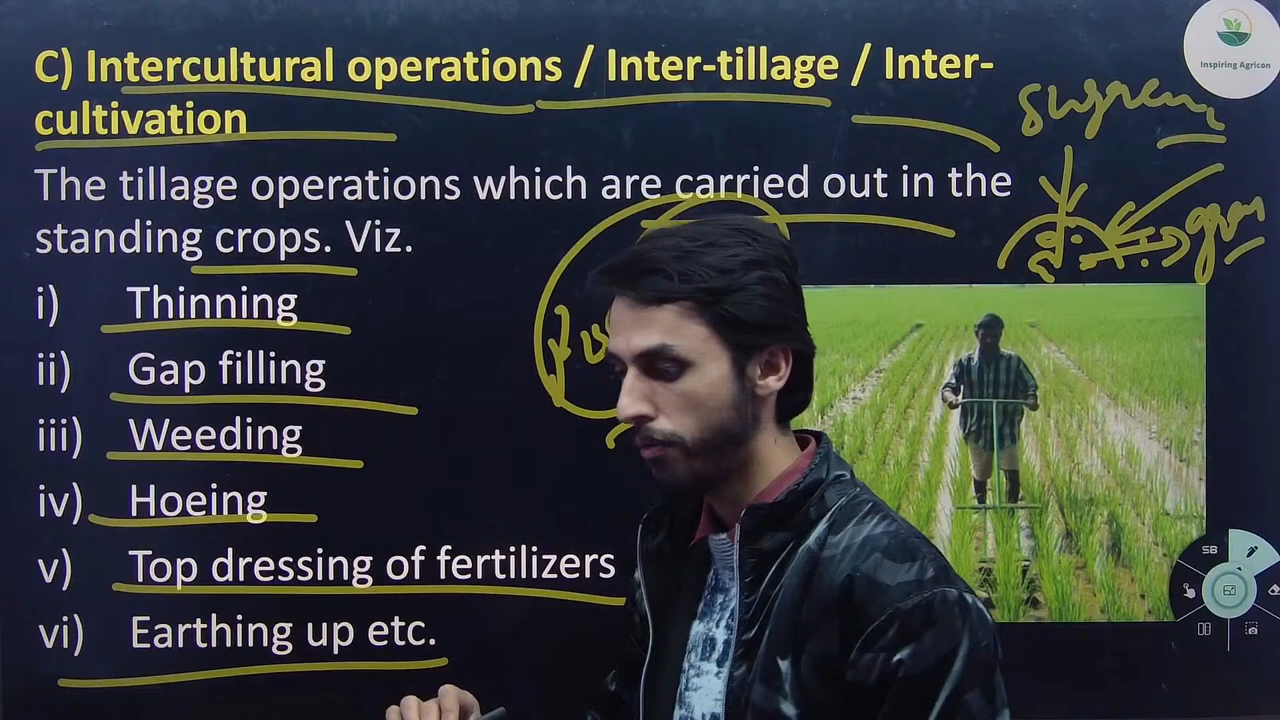 C) Intercultural operations / Inter-tillage / Inter-
cultivation
The tillage operations which are carried out in the
standing crops. Viz.
i) Thinning
ii) Gap filling
iii) Weeding
iv) Hoeing
v) Top dressing of fertilizers
vi) Earthing up etc.
Inspiring Agricon